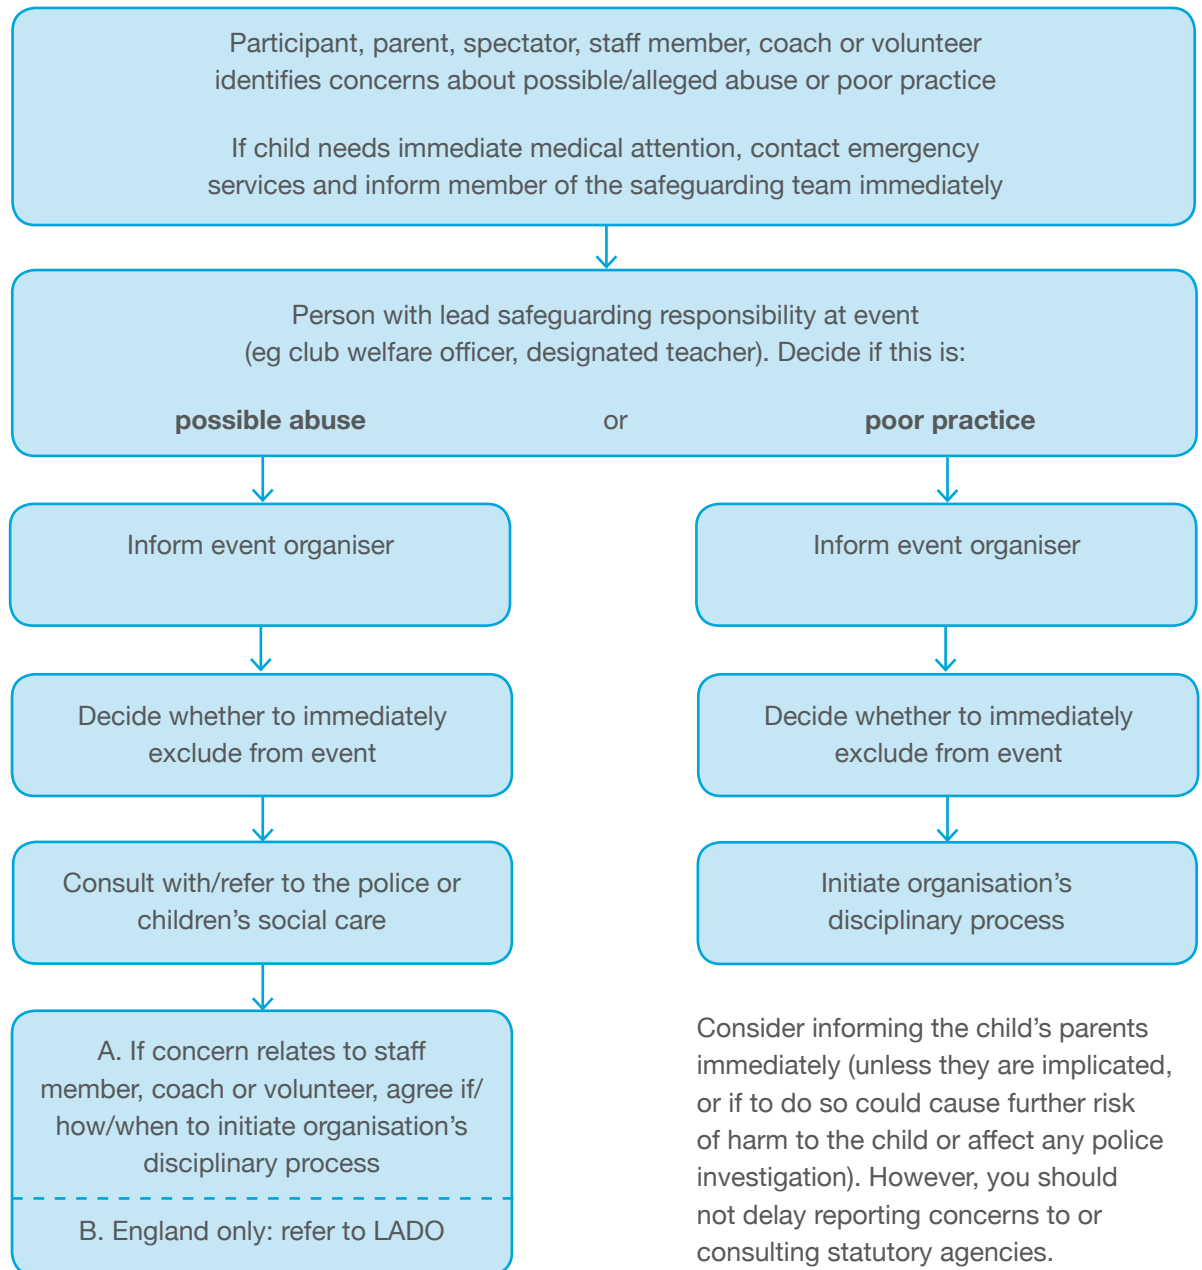 Participant, parent, spectator, staff member, coach or volunteer
identifies concerns about possible/alleged abuse or poor practice
If child needs immediate medical attention, contact emergency
services and inform member of the safeguarding team immediately
Person with lead safeguarding responsibility at event
(eg club welfare officer, designated teacher). Decide if this is:
possible abuse or poor practice
Inform event organiser
Decide whether to immediately
exclude from event
Consult with/refer to the police or
children’s social care
A. If concern relates to staff
member, coach or volunteer, agree if/
how/when to initiate organisation’s
disciplinary process
B. England only: refer to LADO
Inform event organiser
Decide whether to immediately
exclude from event
Initiate organisation’s
disciplinary process
Consider informing the child’s parents
immediately (unless they are implicated,
or if to do so could cause further risk
of harm to the child or affect any police
investigation). However, you should
not delay reporting concerns to or
consulting statutory agencies.